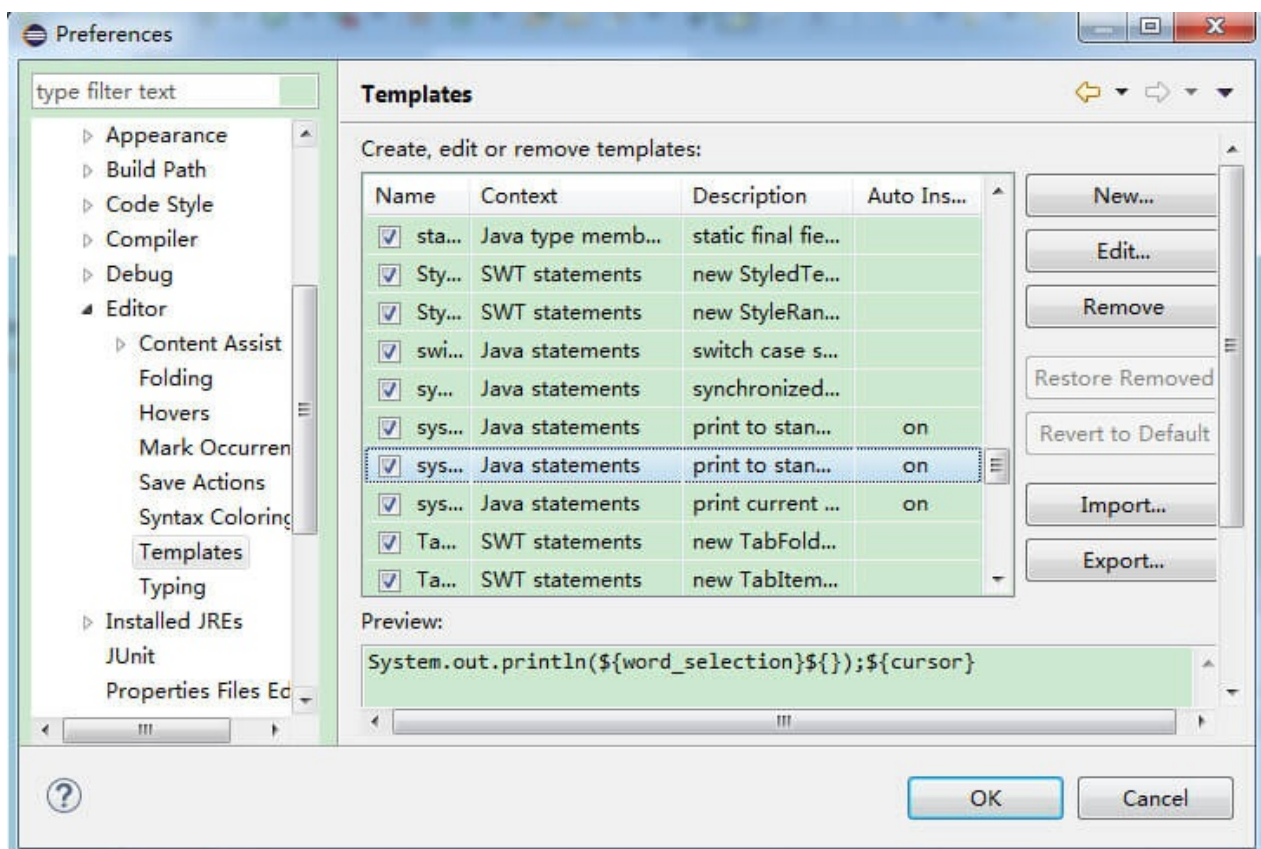 Preferences
type filter text
Appearance
Build Path
Code Style
Compiler
Debug
Editor
Content Assist
Folding
Hovers
Mark Occurren
Save Actions
Syntax Coloring
Templates
Typing
Installed JREs
JUnit
Properties Files Ed
Templates
Create, edit or remove templates:
Name Context Description Auto Ins...
sta... Java type memb... static final fie...
Sty... SWT statements new StyledTe...
Sty... SWT statements new StyleRan...
swi... Java statements switch case s...
sy... Java statements synchronized...
sys... Java statements print to stan... on
sys... Java statements print to stan... on
sys... Java statements print current ... on
Ta... SWT statements new TabFold...
Ta... SWT statements new TabItem...
New...
Edit...
Remove
Restore Removed
Revert to Default
Import...
Export...
Preview:
System.out.println(${word_selection}${});${cursor}
OK
Cancel